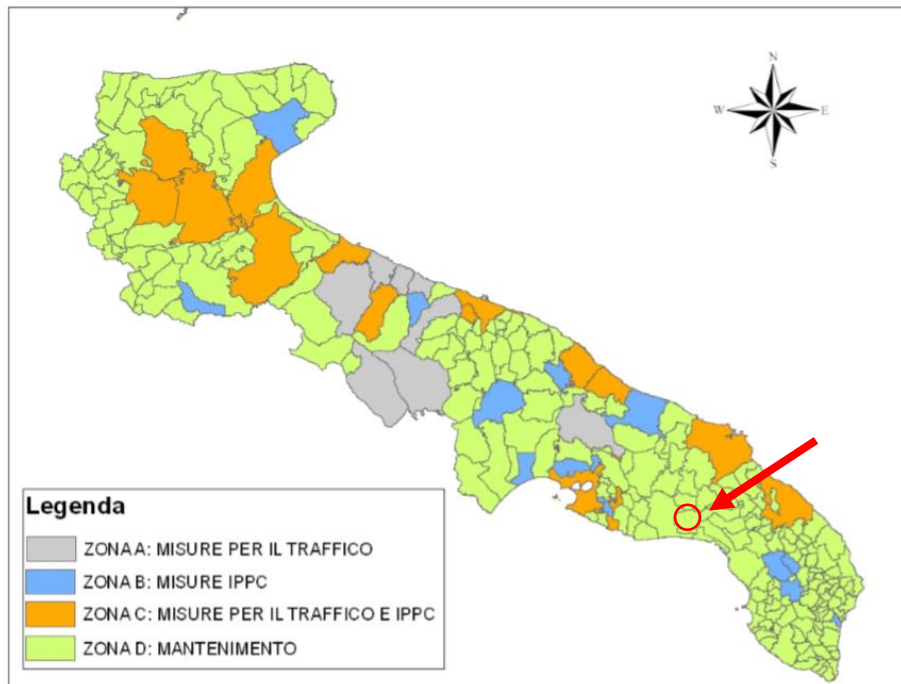 N
W
E
S
Legenda
ZONA A: MISURE PER IL TRAFFICO
ZONA B: MISURE IPPC
ZONA C: MISURE PER IL TRAFFICO E IPPC
ZONA D: MANTENIMENTO